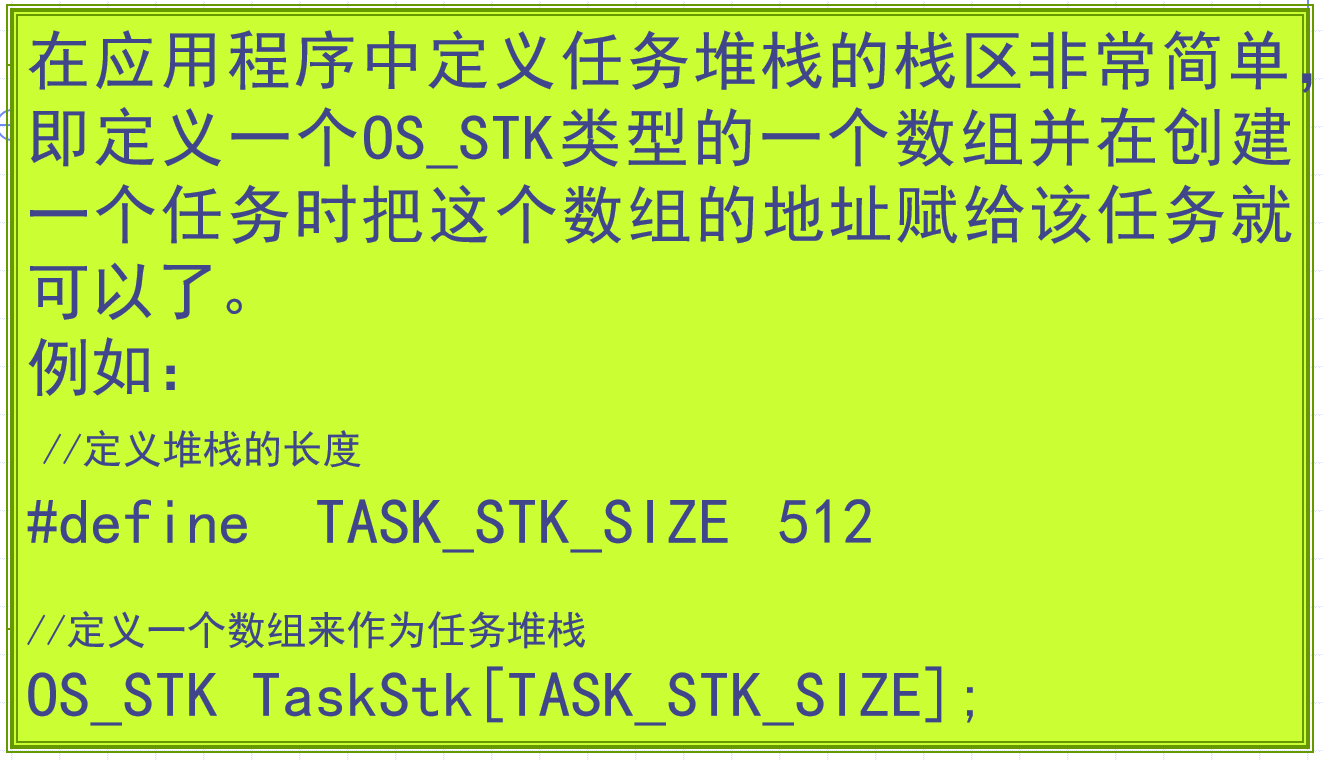 在应用程序中定义任务堆栈的栈区非常简单,
即定义一个OS_STK类型的一个数组并在创建
一个任务时把这个数组的地址赋给该任务就
可以了。
例如：
//定义堆栈的长度
#define  TASK_STK_SIZE  512
//定义一个数组来作为任务堆栈
OS_STK TaskStk[TASK_STK_SIZE];